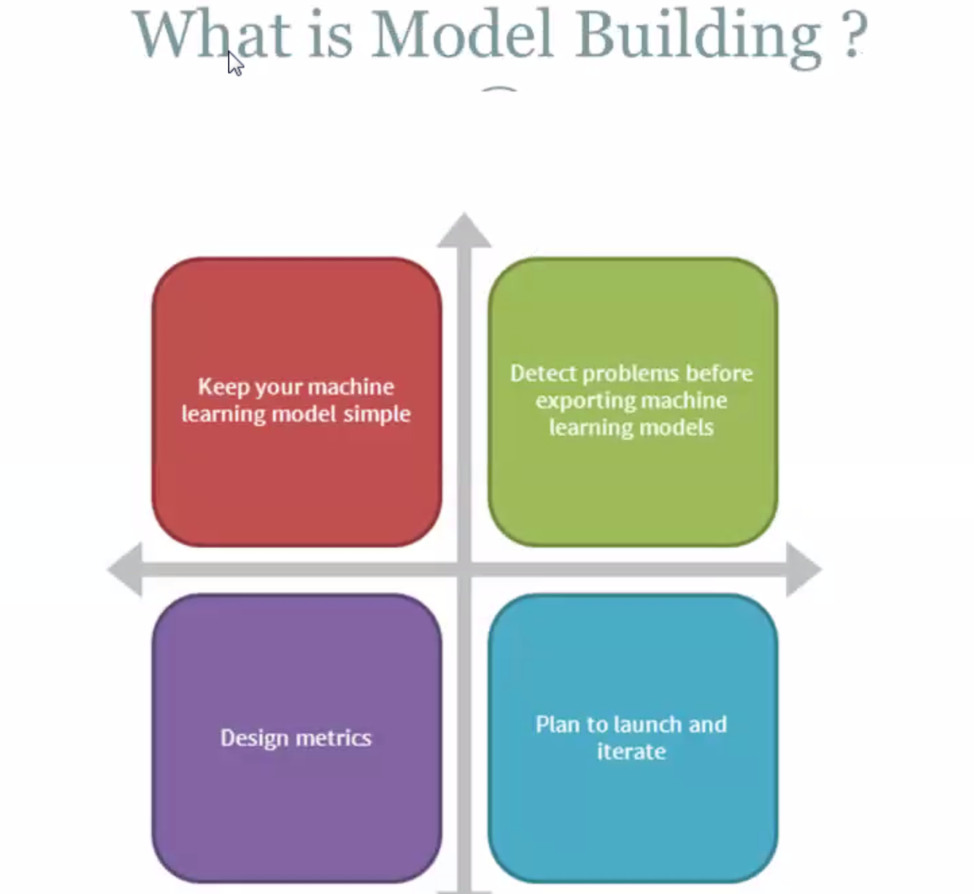 What is Model Building ?
Keep your machine
learning model simple
Detect problems before
exporting machine
learning models
Design metrics
Plan to launch and
iterate